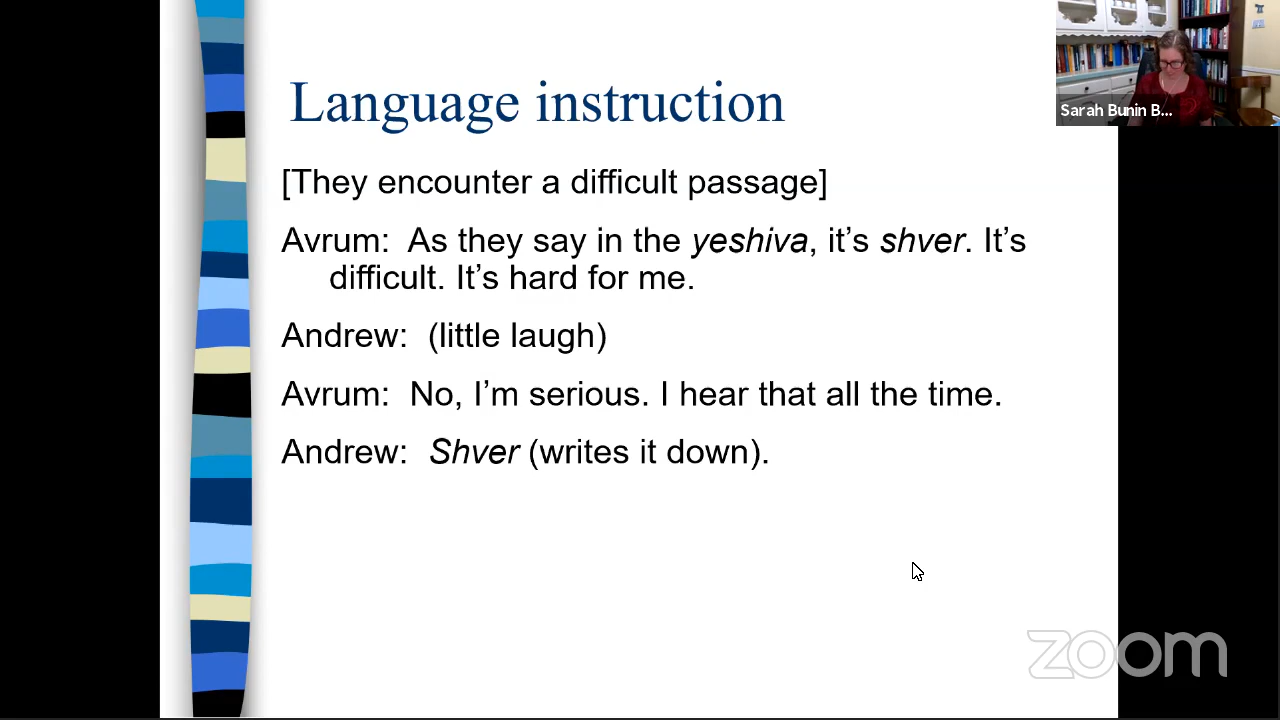 Language instruction
[They encounter a difficult passage]
Avrum: As they say in the yeshiva, it's shver. It's
difficult. It's hard for me.
Andrew: (little laugh)
Avrum: No, I'm serious. I hear that all the time.
Andrew: Shver (writes it down).
Sarah Bunin B...
zoom